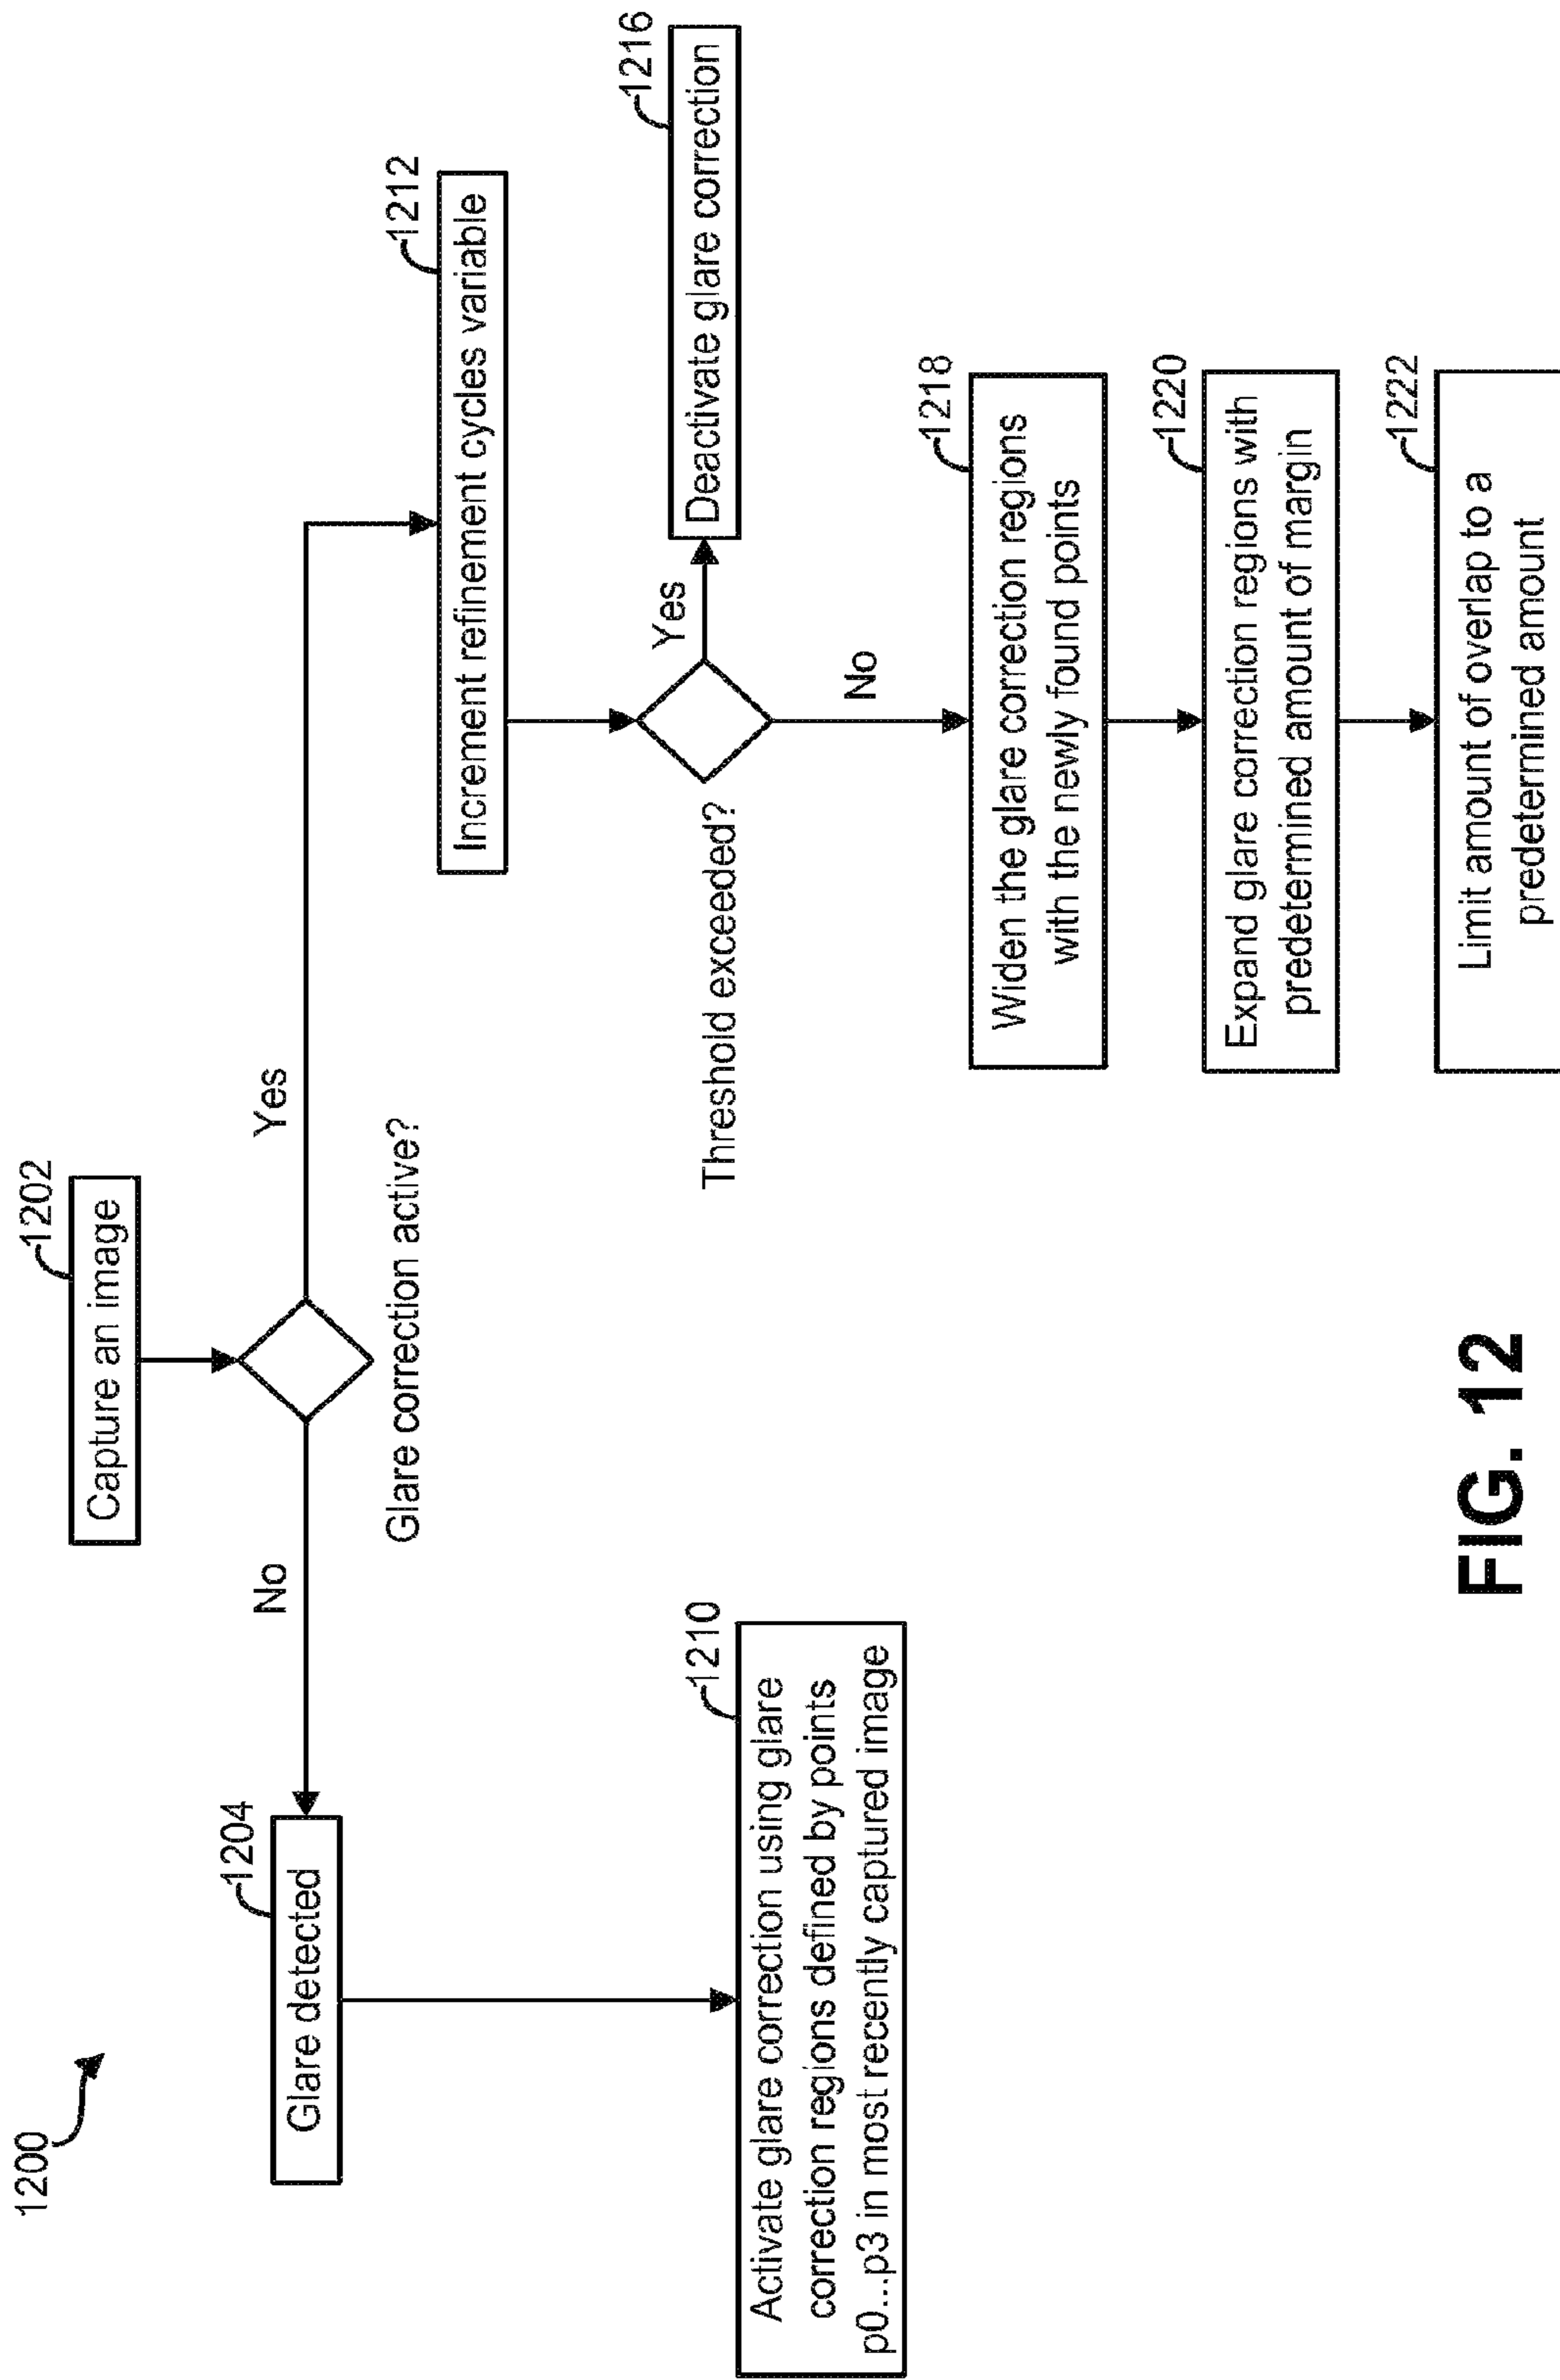 1200
1202
Capture an image
No
Yes
Glare correction active?
1204
Glare detected
1210
Activate glare correction using glare
correction regions defined by points
p0...p3 in most recently captured image
1212
Increment refinement cycles variable
Threshold exceeded?
Yes
1216
Deactivate glare correction
No
1218
Widen the glare correction regions
with the newly found points
1220
Expand glare correction regions with
predetermined amount of margin
1222
Limit amount of overlap to a
predetermined amount
FIG. 12